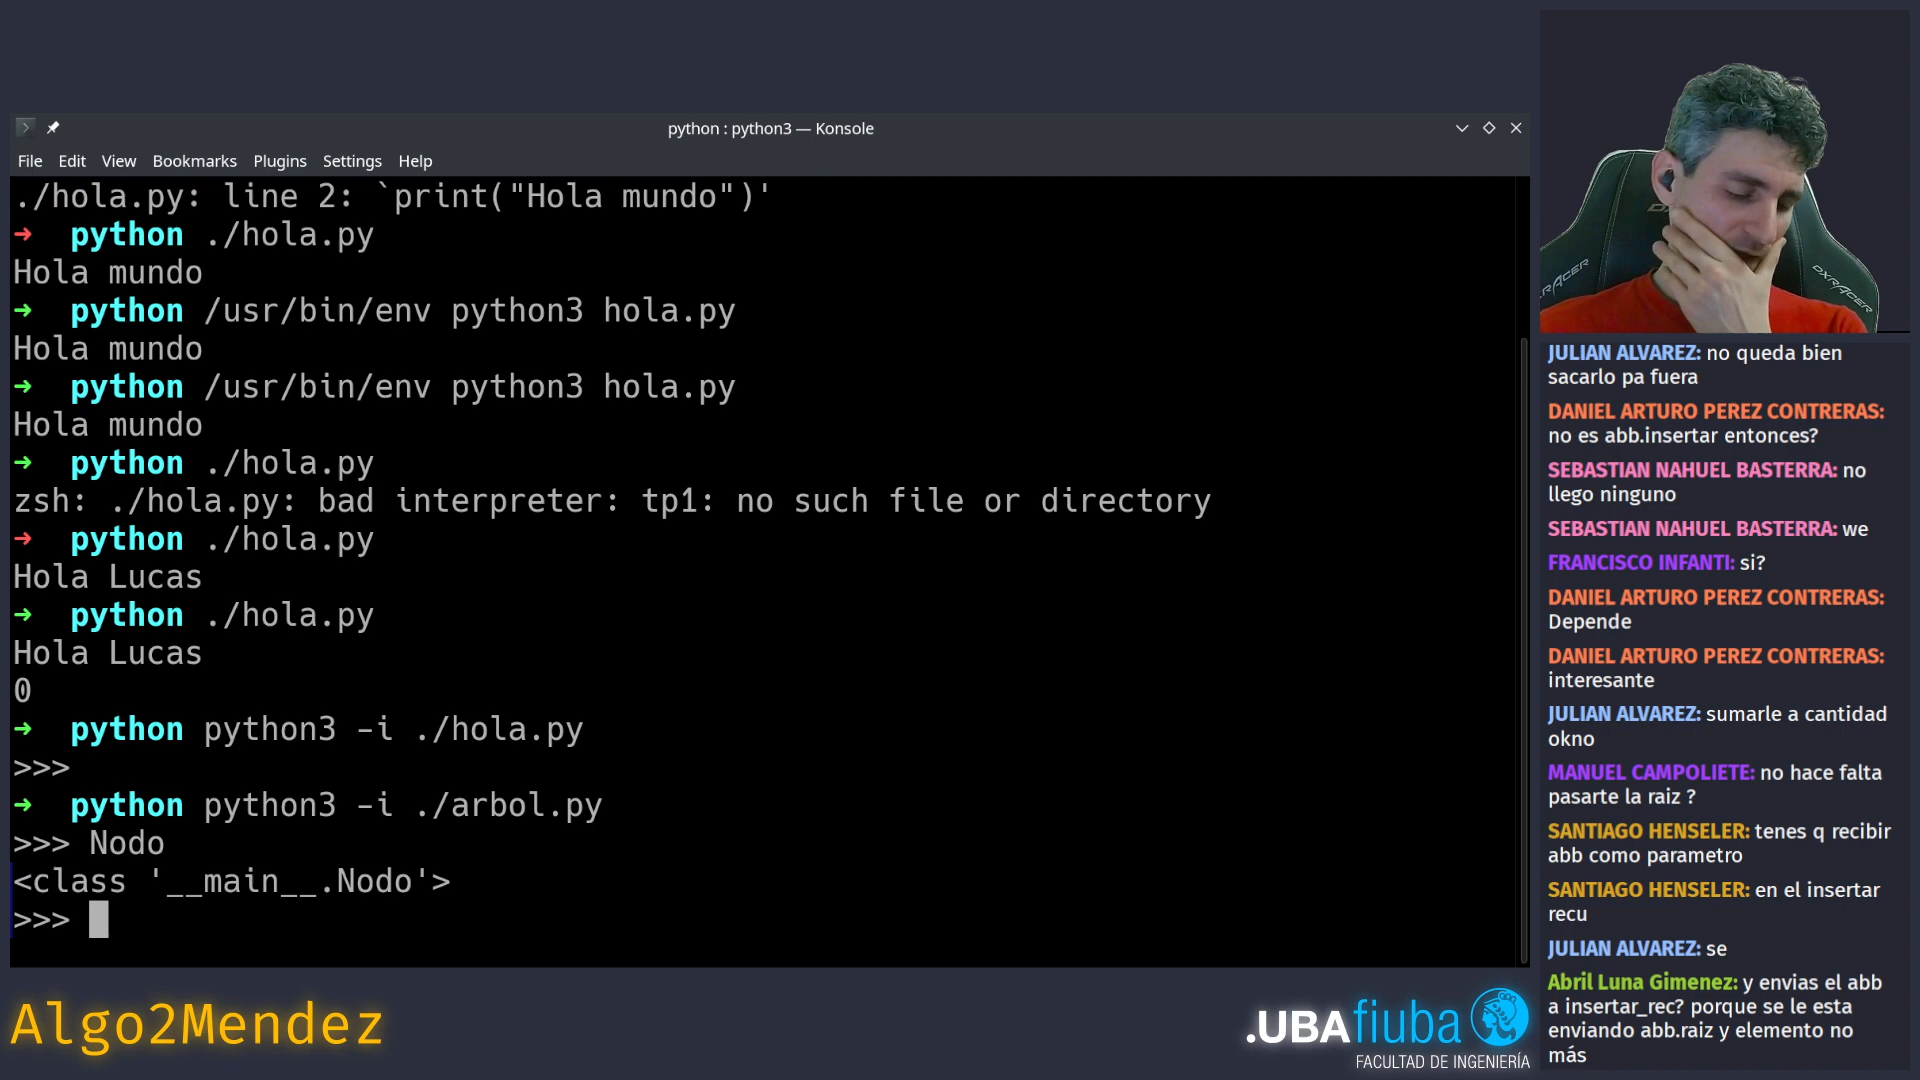 python : python3 — Konsole
File Edit View Bookmarks Plugins Settings Help
./hola.py: line 2: `print("Hola mundo")'
➜ python ./hola.py
Hola mundo
➜ python /usr/bin/env python3 hola.py
Hola mundo
➜ python /usr/bin/env python3 hola.py
Hola mundo
➜ python ./hola.py
zsh: ./hola.py: bad interpreter: tp1: no such file or directory
➜ python ./hola.py
Hola Lucas
➜ python ./hola.py
Hola Lucas
0
➜ python python3 -i ./hola.py
>>>
➜ python python3 -i ./arbol.py
>>> Nodo
<class '__main__.Nodo'>
>>>
DXRACER
JULIAN ALVAREZ: no queda bien
sacarlo pa fuera
DANIEL ARTURO PEREZ CONTRERAS:
no es abb.insertar entonces?
SEBASTIAN NAHUEL BASTERRA: no
llego ninguno
SEBASTIAN NAHUEL BASTERRA: we
FRANCISCO INFANTI: si?
DANIEL ARTURO PEREZ CONTRERAS:
Depende
DANIEL ARTURO PEREZ CONTRERAS:
interesante
JULIAN ALVAREZ: sumarle a cantidad
okno
MANUEL CAMPOLIETE: no hace falta
pasarte la raiz ?
SANTIAGO HENSELER: tenes q recibir
abb como parametro
SANTIAGO HENSELER: en el insertar
recu
JULIAN ALVAREZ: se
Abril Luna Gimenez: y envias el abb
a insertar_rec? porque se le esta
enviando abb.raiz y elemento no
más
Algo2Mendez
.UBAfiuba
FACULTAD DE INGENIERÍA